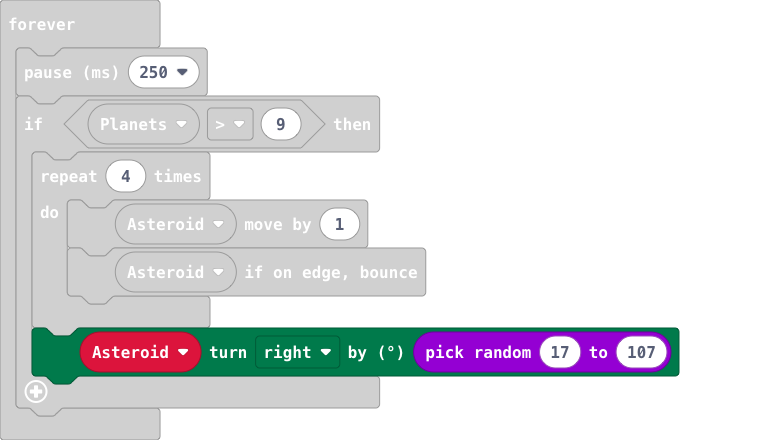 forever
pause (ms) 250
if Planets > 9 then
repeat 4 times
do Asteroid move by 1
Asteroid if on edge, bounce
Asteroid turn right by (°) pick random 17 to 107